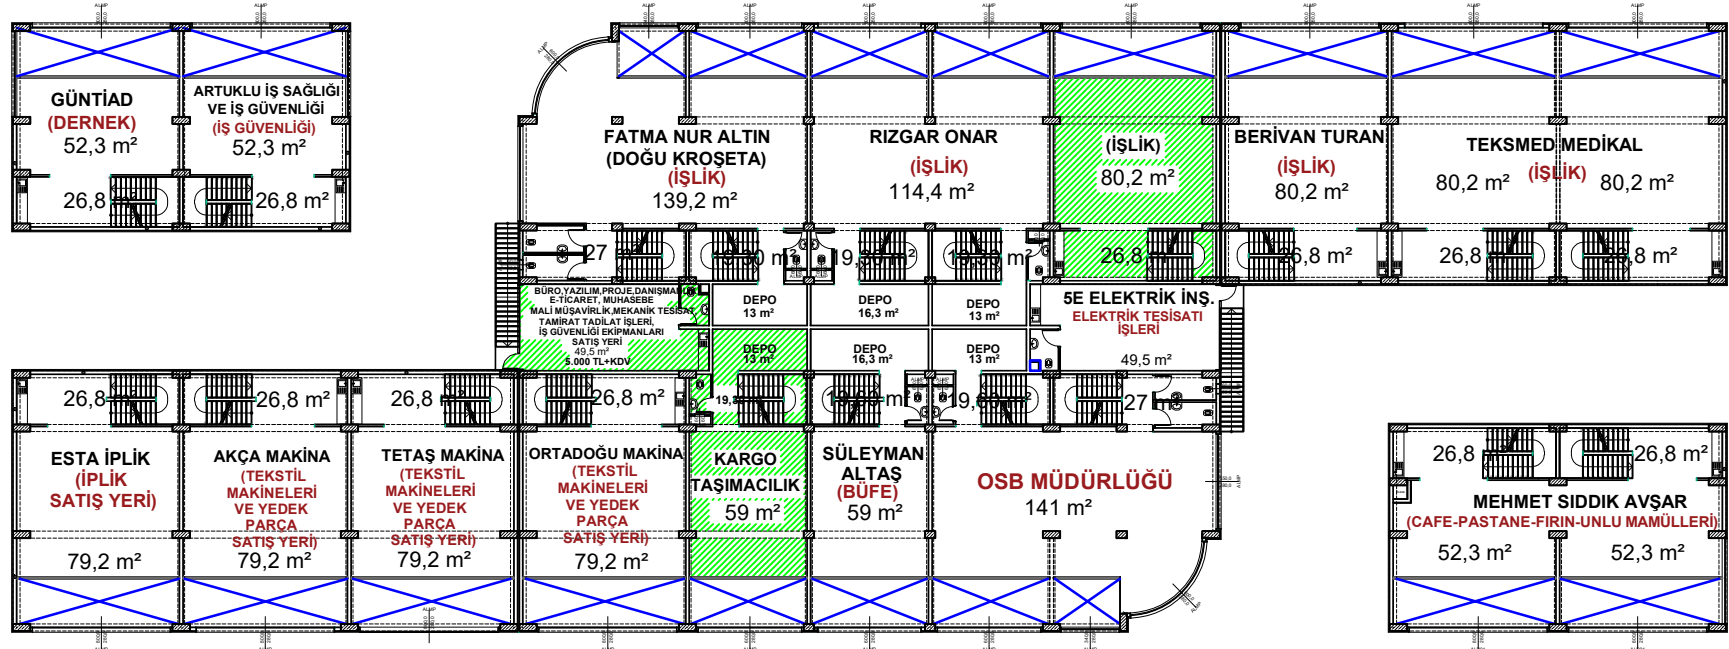 GÜNTİAD
(DERNEK)
52,3 m²
26,8 m²
ARTUKLU İŞ SAĞLIĞI
VE İŞ GÜVENLİĞİ
(İŞ GÜVENLİĞİ)
52,3 m²
26,8 m²
FATMA NUR ALTIN
(DOĞU KROŞETA)
(İŞLİK)
139,2 m²
RIZGAR ONAR
(İŞLİK)
114,4 m²
(İŞLİK)
80,2 m²
BERİVAN TURAN
(İŞLİK)
80,2 m²
TEKSMED MEDİKAL
(İŞLİK)
80,2 m²
80,2 m²
27
19,30 m²
26,8
26,8 m²
26,8 m²
26,8 m²
BÜRO,YAZILIM,PROJE,DANIŞMANLIK
E-TİCARET, MUHASEBE
MALİ MÜŞAVİRLİK,MEKANİK TESİSAT
TAMİRAT TADİLAT İŞLERİ,
İŞ GÜVENLİĞİ EKİPMANLARI
SATIŞ YERİ
49,5 m²
5.000 TL+KDV
DEPO
13 m²
DEPO
16,3 m²
DEPO
13 m²
5E ELEKTRİK İNŞ.
ELEKTRİK TESİSATI
İŞLERİ
49,5 m²
DEPO
13 m²
DEPO
16,3 m²
DEPO
13 m²
26,8 m²
26,8 m²
26,8 m²
26,8 m²
27 m²
ESTA İPLİK
(İPLİK
SATIŞ YERİ)
79,2 m²
AKÇA MAKİNA
(TEKSTİL
MAKİNELERİ
VE YEDEK
PARÇA
SATIŞ YERİ)
79,2 m²
TETAŞ MAKİNA
(TEKSTİL
MAKİNELERİ
VE YEDEK
PARÇA
SATIŞ YERİ)
79,2 m²
ORTADOĞU MAKİNA
(TEKSTİL
MAKİNELERİ
VE YEDEK
PARÇA
SATIŞ YERİ)
79,2 m²
KARGO
TAŞIMACILIK
59 m²
SÜLEYMAN
ALTAŞ
(BÜFE)
59 m²
OSB MÜDÜRLÜĞÜ
141 m²
26,8 m²
26,8 m²
MEHMET SIDDIK AVŞAR
(CAFE-PASTANE-FIRIN-UNLU MAMÜLLERİ)
52,3 m²
52,3 m²